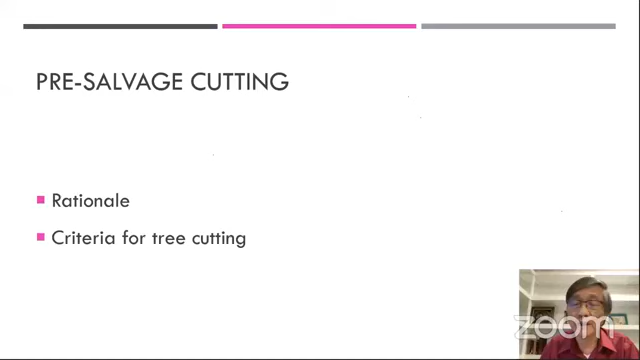 PRE-SALVAGE CUTTING
Rationale
Criteria for tree cutting
zoom